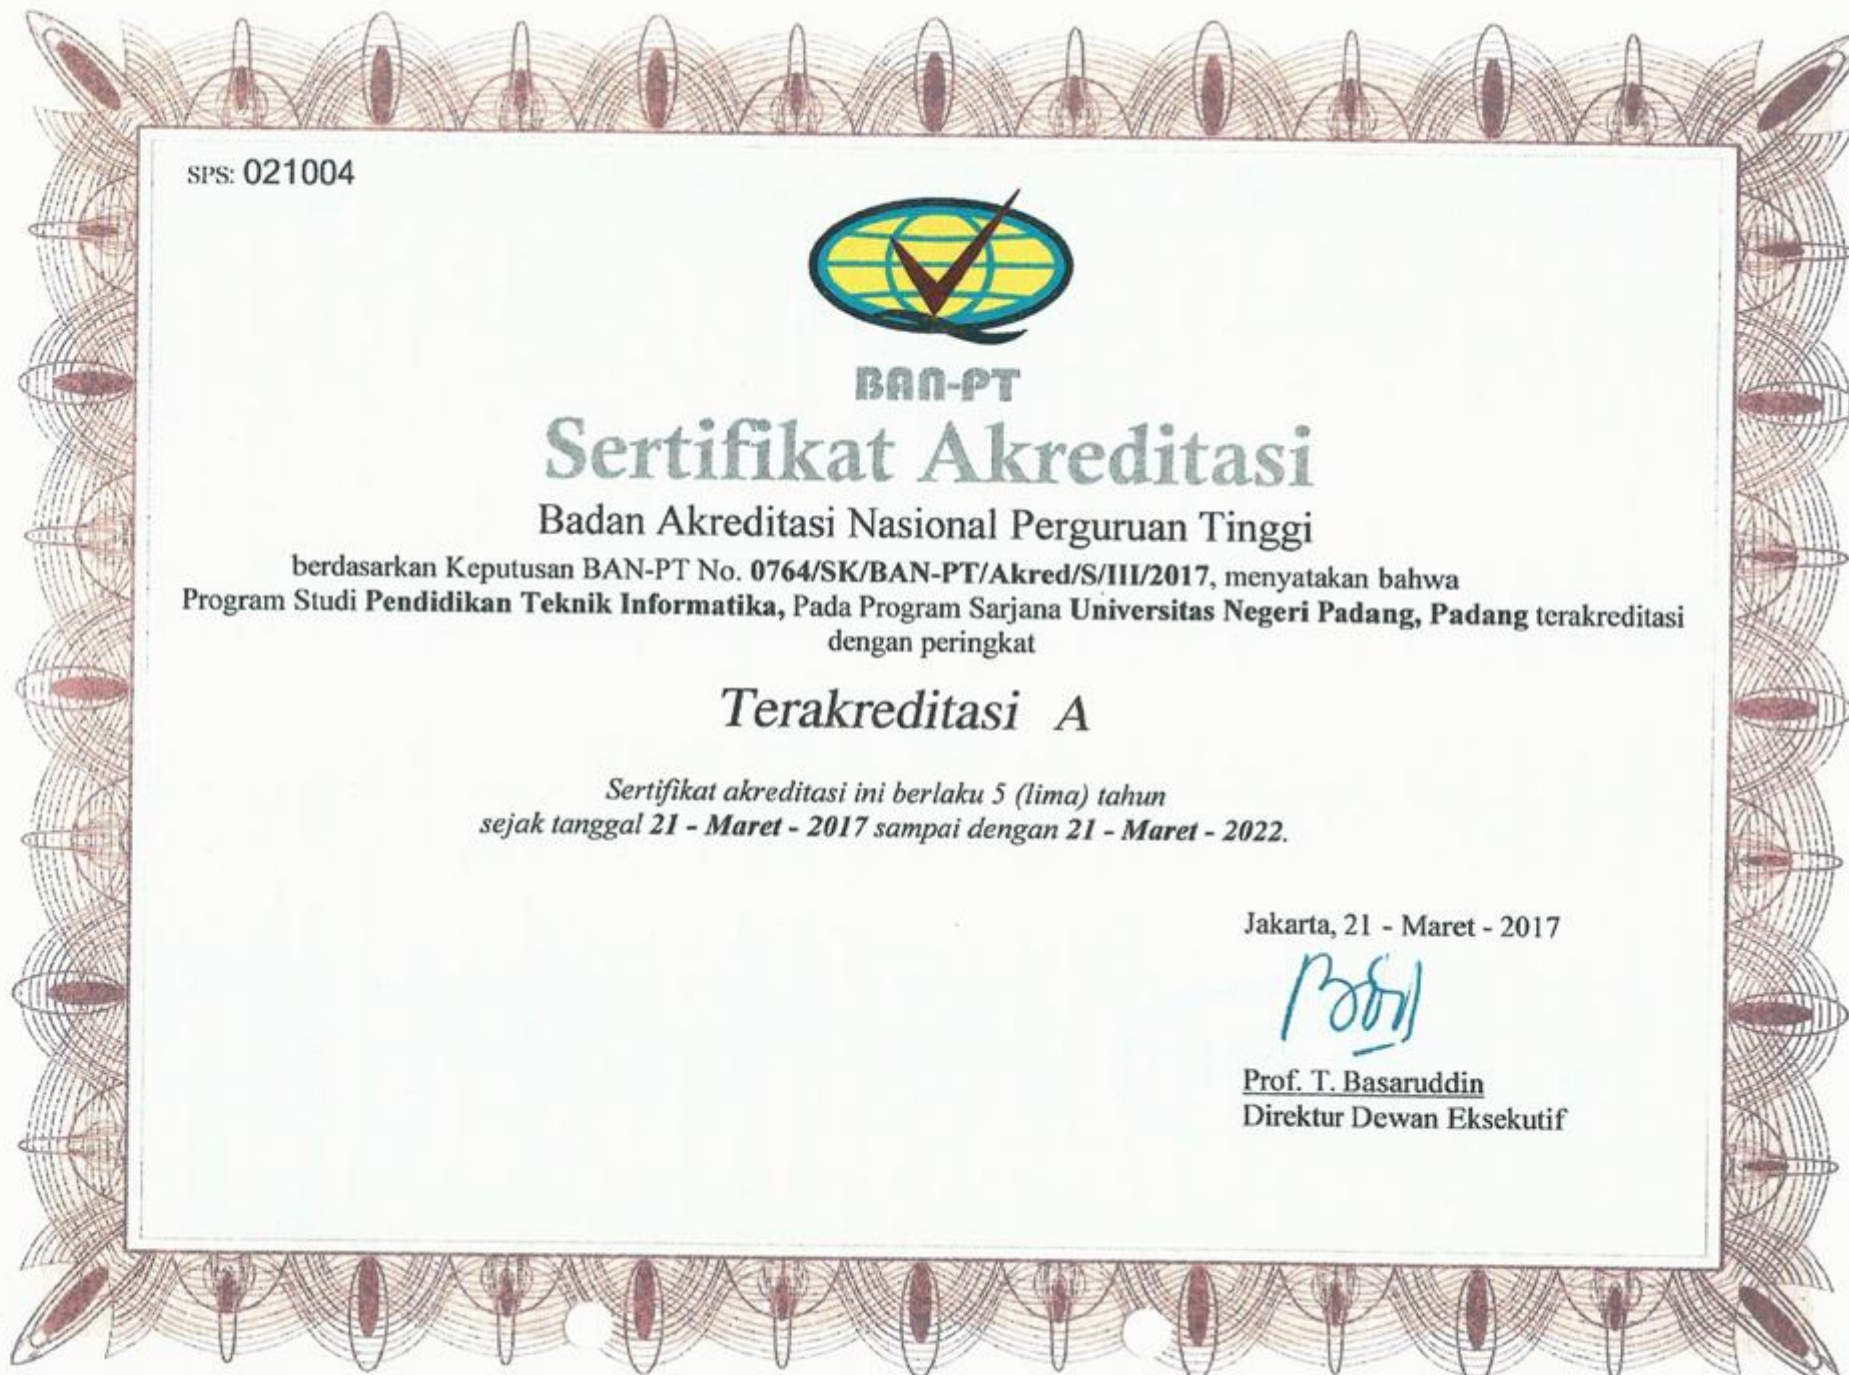 SPS: 021004
BAN-PT
Sertifikat Akreditasi
Badan Akreditasi Nasional Perguruan Tinggi
berdasarkan Keputusan BAN-PT No. 0764/SK/BAN-PT/Akred/S/III/2017, menyatakan bahwa
Program Studi Pendidikan Teknik Informatika, Pada Program Sarjana Universitas Negeri Padang, Padang terakreditasi
dengan peringkat
Terakreditasi A
Sertifikat akreditasi ini berlaku 5 (lima) tahun
sejak tanggal 21 - Maret - 2017 sampai dengan 21 - Maret - 2022.
Jakarta, 21 - Maret - 2017
Prof. T. Basaruddin
Direktur Dewan Eksekutif